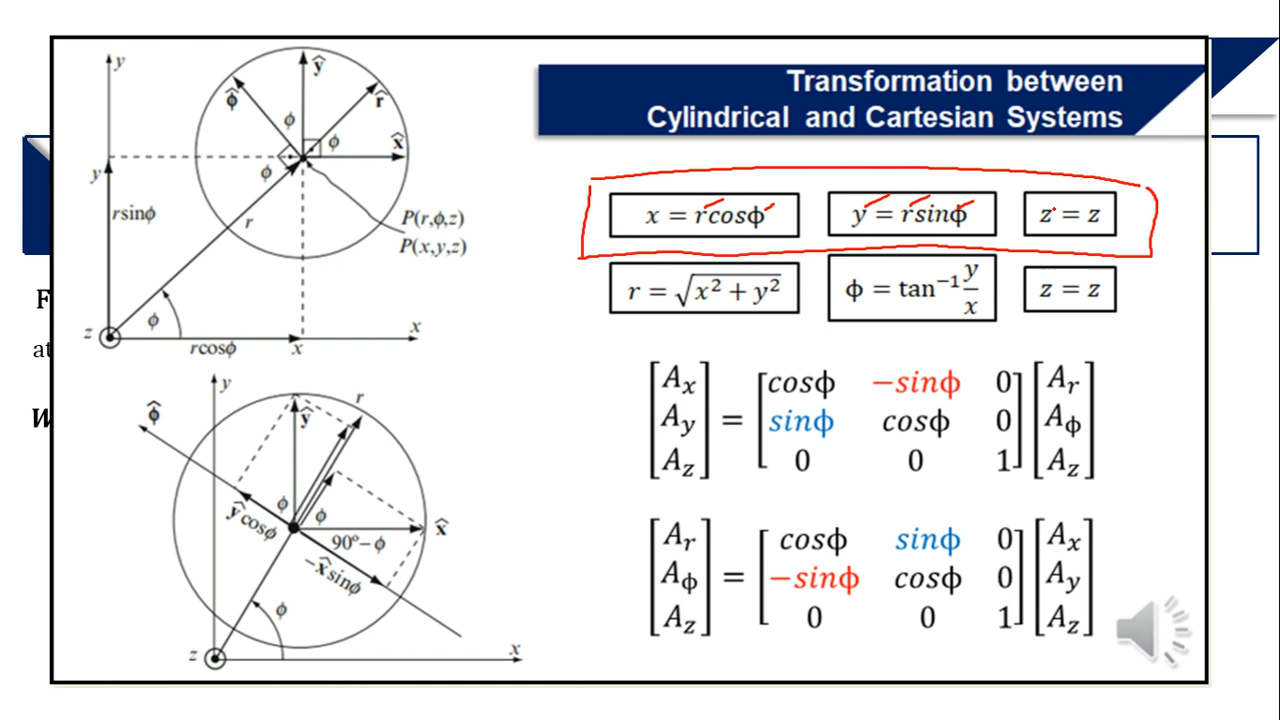 Transformation between
Cylindrical and Cartesian Systems
x = rcosϕ
y = rsinϕ
z = z
r = √(x² + y²)
ϕ = tan⁻¹ y/x
z = z
[Ax Ay Az] = [cosϕ −sinϕ 0; sinϕ cosϕ 0; 0 0 1] [Ar Aϕ Az]
[Ar Aϕ Az] = [cosϕ sinϕ 0; −sinϕ cosϕ 0; 0 0 1] [Ax Ay Az]
y
ŷ
ϕ̂
r̂
ϕ
ϕ
x̂
ϕ
y
rsinϕ
r
P(r,ϕ,z)
P(x,y,z)
ϕ
z
x
rcosϕ
x
y
r
ϕ̂
ŷ
ϕ
ϕ
x̂
ŷcosϕ
90º−ϕ
−x̂sinϕ
ϕ
z
x
F
at
W